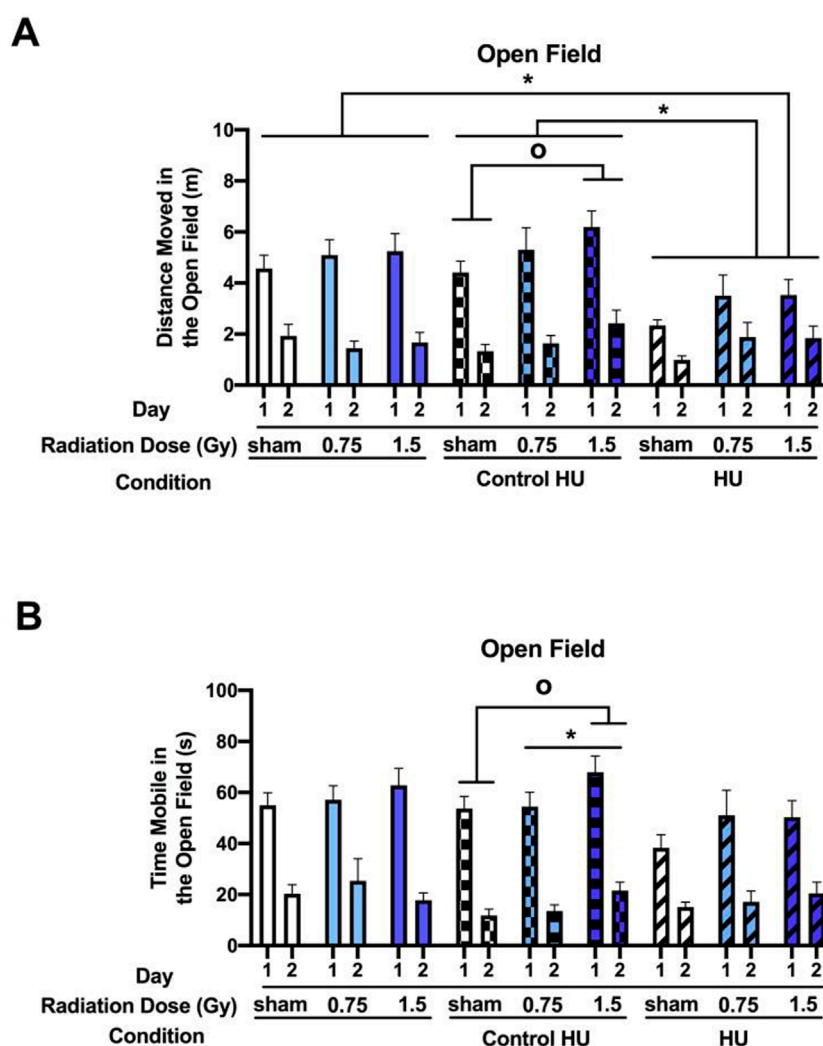 A
Open Field
*
*
o
Distance Moved in
the Open Field (m)
10
8
6
4
2
0
Day 1 2 1 2 1 2 1 2 1 2 1 2 1 2 1 2 1 2
Radiation Dose (Gy) sham 0.75 1.5 sham 0.75 1.5 sham 0.75 1.5
Condition Control HU HU
B
Open Field
o
*
Time Mobile in
the Open Field (s)
100
80
60
40
20
0
Day 1 2 1 2 1 2 1 2 1 2 1 2 1 2 1 2 1 2
Radiation Dose (Gy) sham 0.75 1.5 sham 0.75 1.5 sham 0.75 1.5
Condition Control HU HU